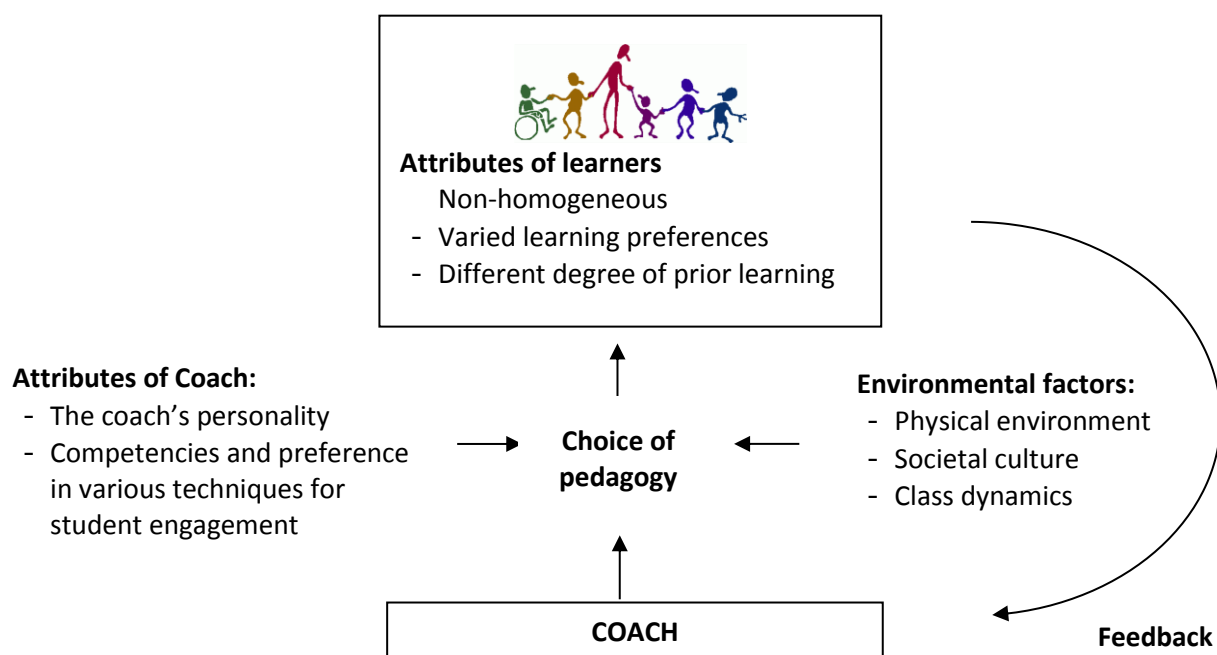 Attributes of learners
Non-homogeneous
- Varied learning preferences
- Different degree of prior learning
Attributes of Coach:
- The coach’s personality
- Competencies and preference
in various techniques for
student engagement
Choice of
pedagogy
Environmental factors:
- Physical environment
- Societal culture
- Class dynamics
COACH
Feedback